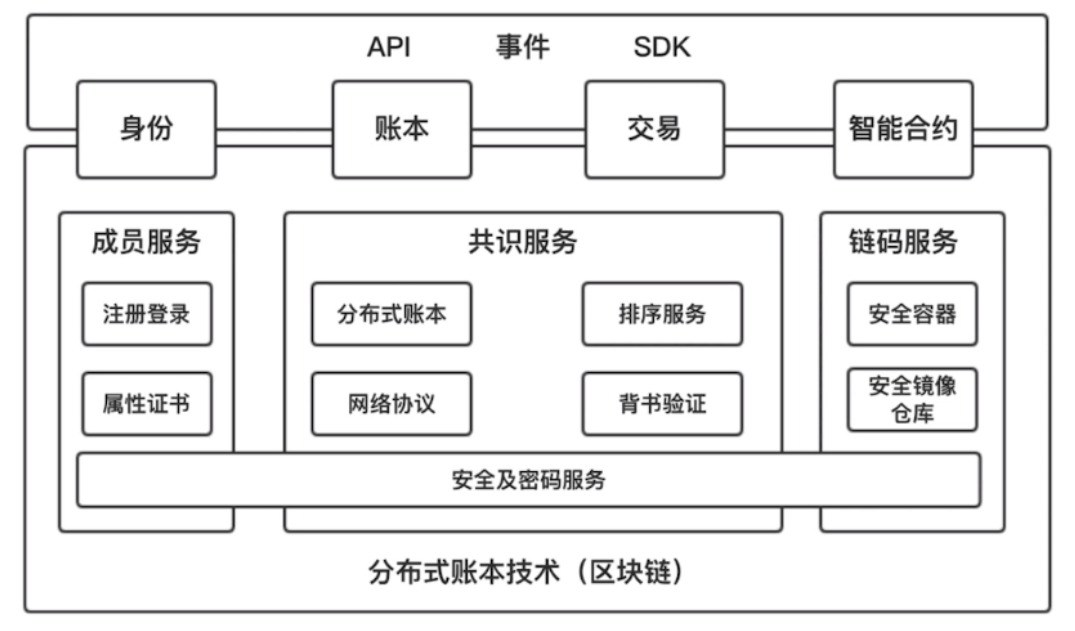 API 事件 SDK
身份 账本 交易 智能合约
成员服务 共识服务 链码服务
注册登录 分布式账本 排序服务 安全容器
属性证书 网络协议 背书验证 安全镜像
仓库
安全及密码服务
分布式账本技术（区块链）